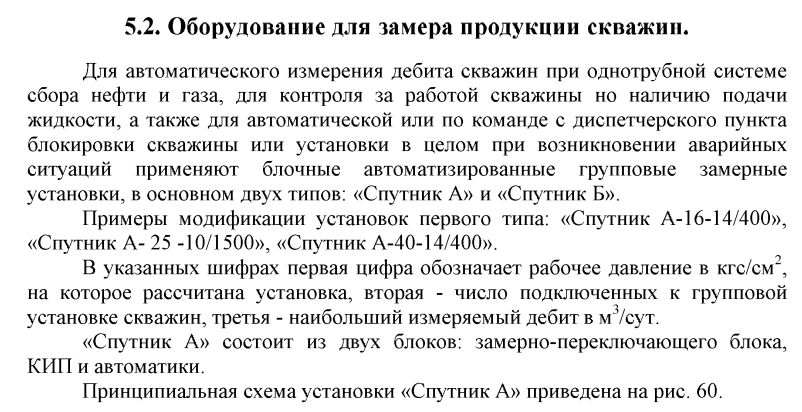 5.2. Оборудование для замера продукции скважин.
Для автоматического измерения дебита скважин при однотрубной системе
сбора нефти и газа, для контроля за работой скважины но наличию подачи
жидкости, а также для автоматической или по команде с диспетчерского пункта
блокировки скважины или установки в целом при возникновении аварийных
ситуаций применяют блочные автоматизированные групповые замерные
установки, в основном двух типов: «Спутник А» и «Спутник Б».
Примеры модификации установок первого типа: «Спутник А-16-14/400»,
«Спутник А- 25 -10/1500», «Спутник А-40-14/400».
В указанных шифрах первая цифра обозначает рабочее давление в кгс/см²,
на которое рассчитана установка, вторая - число подключенных к групповой
установке скважин, третья - наибольший измеряемый дебит в м³/сут.
«Спутник А» состоит из двух блоков: замерно-переключающего блока,
КИП и автоматики.
Принципиальная схема установки «Спутник А» приведена на рис. 60.